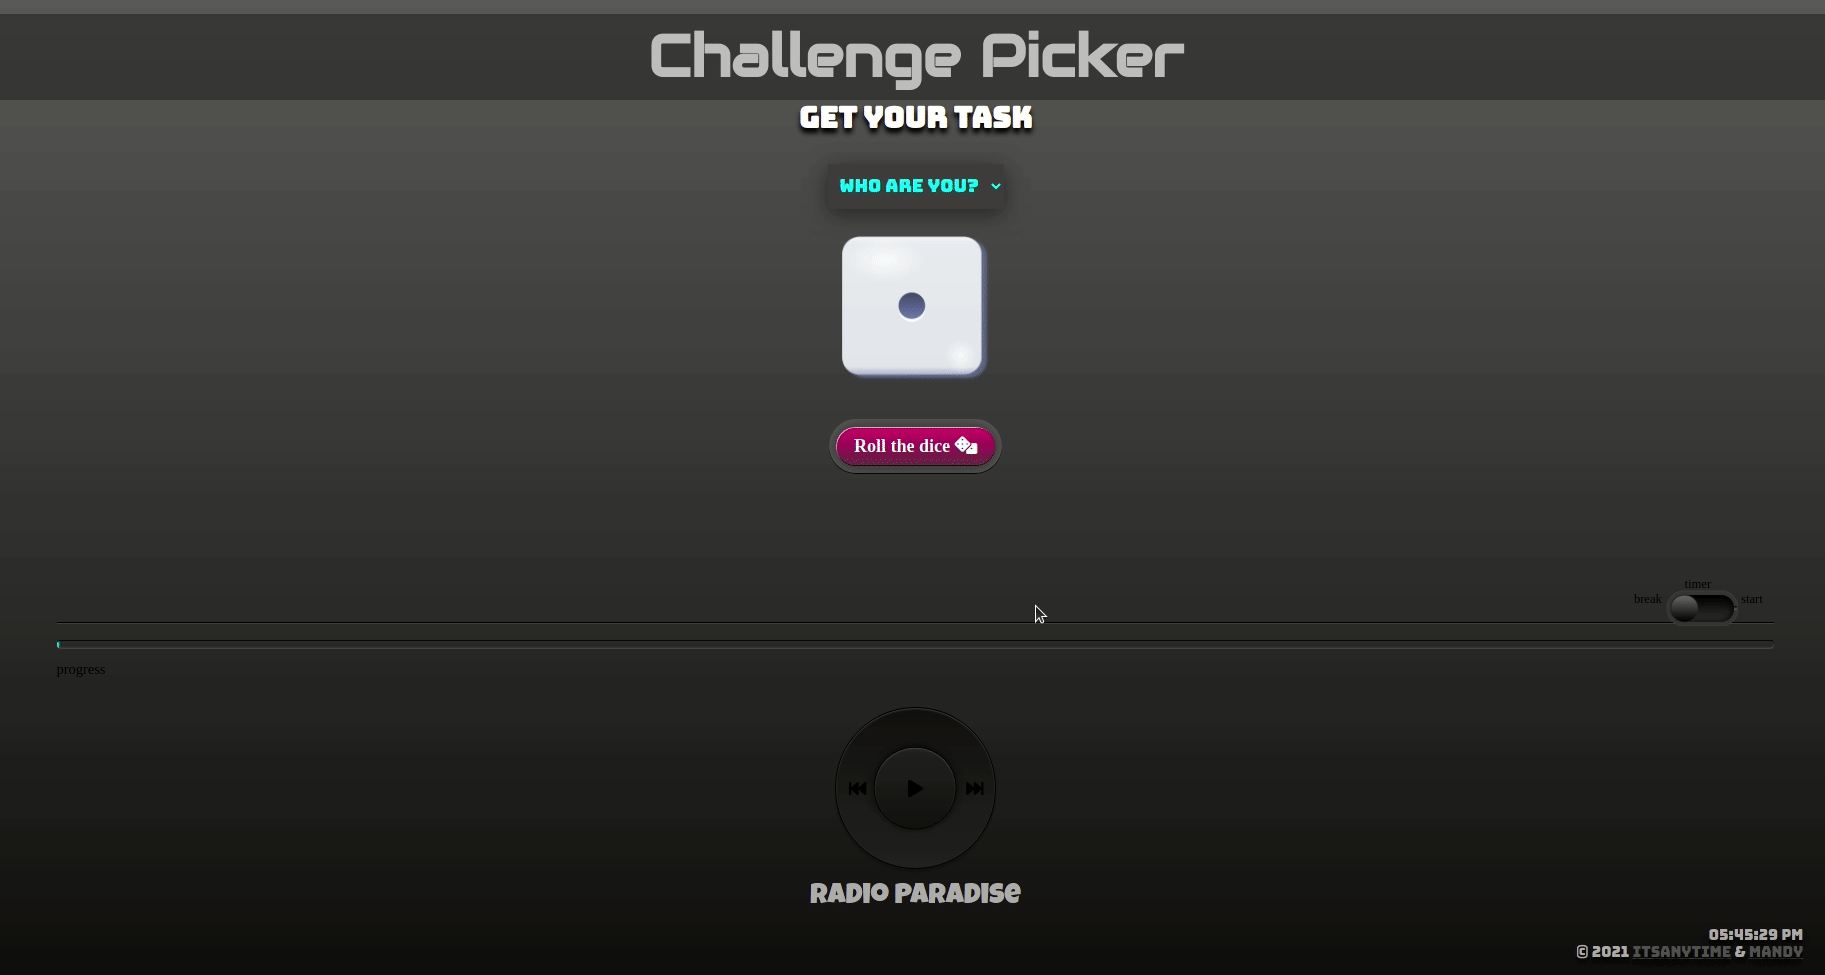 Challenge Picker
GET YOUR TASK
WHO ARE YOU?
Roll the dice
timer
break
start
progress
RADIO PARADISE
05:45:29 PM
© 2021 ITSANYTIME & MANDY